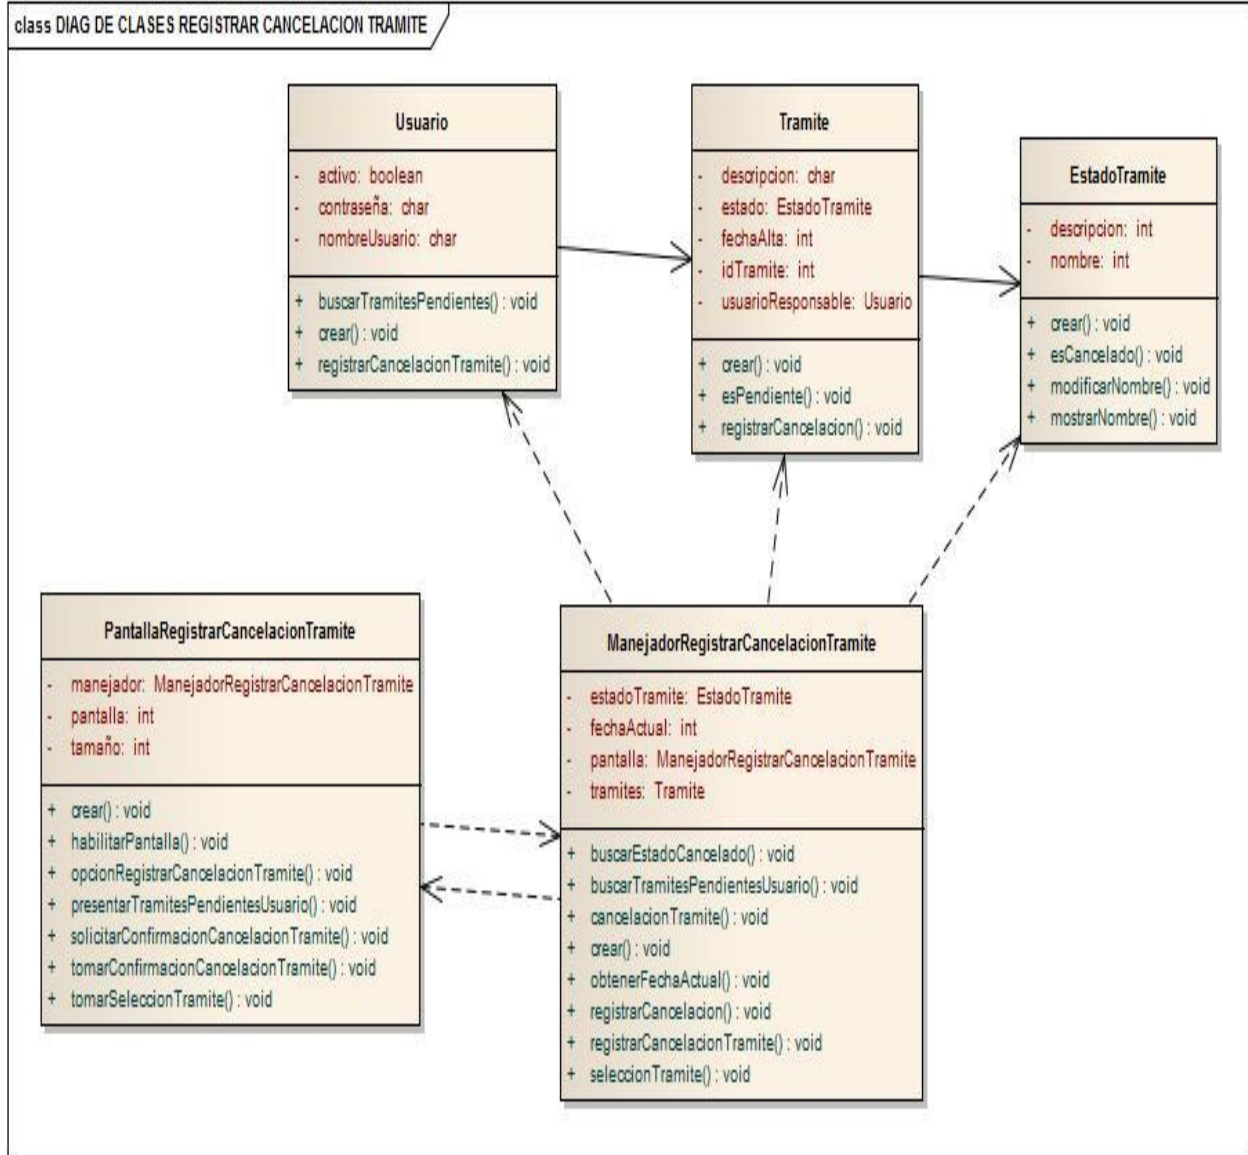 class DIAG DE CLASES REGISTRAR CANCELACION TRAMITE
Usuario
- activo: boolean
- contraseña: char
- nombreUsuario: char
+ buscarTramitesPendientes() : void
+ crear() : void
+ registrarCancelacionTramite() : void
Tramite
- descripcion: char
- estado: EstadoTramite
- fechaAlta: int
- idTramite: int
- usuarioResponsable: Usuario
+ crear() : void
+ esPendiente() : void
+ registrarCancelacion() : void
EstadoTramite
- descripcion: int
- nombre: int
+ crear() : void
+ esCancelado() : void
+ modificarNombre() : void
+ mostrarNombre() : void
PantallaRegistrarCancelacionTramite
- manejador: ManejadorRegistrarCancelacionTramite
- pantalla: int
- tamaño: int
+ crear() : void
+ habilitarPantalla() : void
+ opcionRegistrarCancelacionTramite() : void
+ presentarTramitesPendientesUsuario() : void
+ solicitarConfirmacionCancelacionTramite() : void
+ tomarConfirmacionCancelacionTramite() : void
+ tomarSeleccionTramite() : void
ManejadorRegistrarCancelacionTramite
- estadoTramite: EstadoTramite
- fechaActual: int
- pantalla: ManejadorRegistrarCancelacionTramite
- tramites: Tramite
+ buscarEstadoCancelado() : void
+ buscarTramitesPendientesUsuario() : void
+ cancelacionTramite() : void
+ crear() : void
+ obtenerFechaActual() : void
+ registrarCancelacion() : void
+ registrarCancelacionTramite() : void
+ seleccionTramite() : void